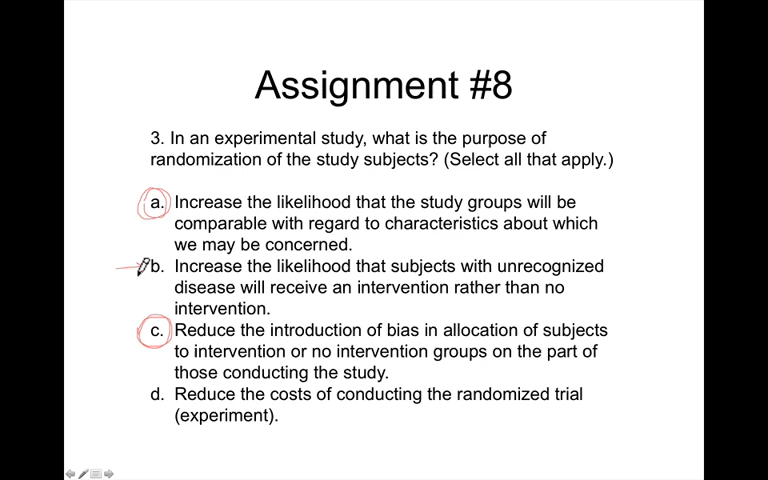 Assignment #8
3. In an experimental study, what is the purpose of
randomization of the study subjects? (Select all that apply.)
a. Increase the likelihood that the study groups will be
comparable with regard to characteristics about which
we may be concerned.
b. Increase the likelihood that subjects with unrecognized
disease will receive an intervention rather than no
intervention.
c. Reduce the introduction of bias in allocation of subjects
to intervention or no intervention groups on the part of
those conducting the study.
d. Reduce the costs of conducting the randomized trial
(experiment).